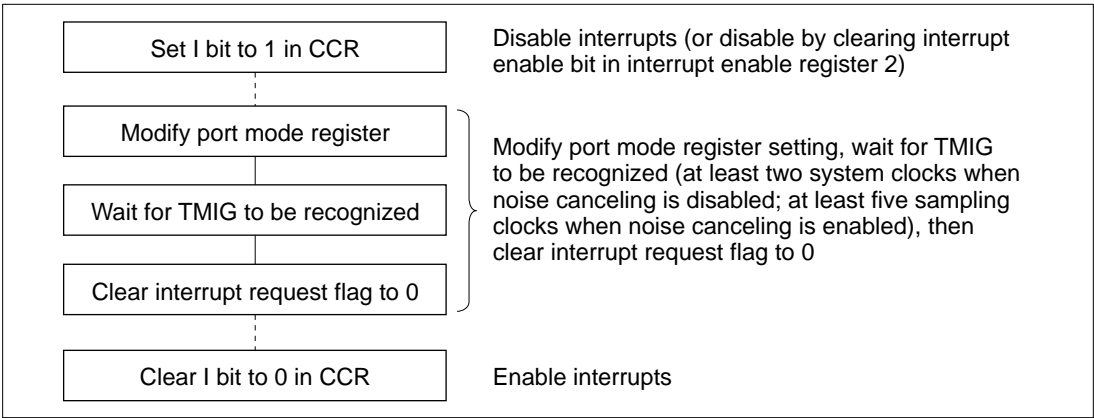 Set I bit to 1 in CCR
Disable interrupts (or disable by clearing interrupt
enable bit in interrupt enable register 2)
Modify port mode register
Wait for TMIG to be recognized
Clear interrupt request flag to 0
Modify port mode register setting, wait for TMIG
to be recognized (at least two system clocks when
noise canceling is disabled; at least five sampling
clocks when noise canceling is enabled), then
clear interrupt request flag to 0
Clear I bit to 0 in CCR
Enable interrupts